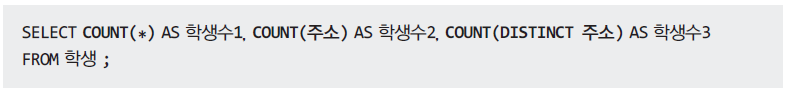 SELECT COUNT(*) AS 학생수1, COUNT(주소) AS 학생수2, COUNT(DISTINCT 주소) AS 학생수3
FROM 학생 ;